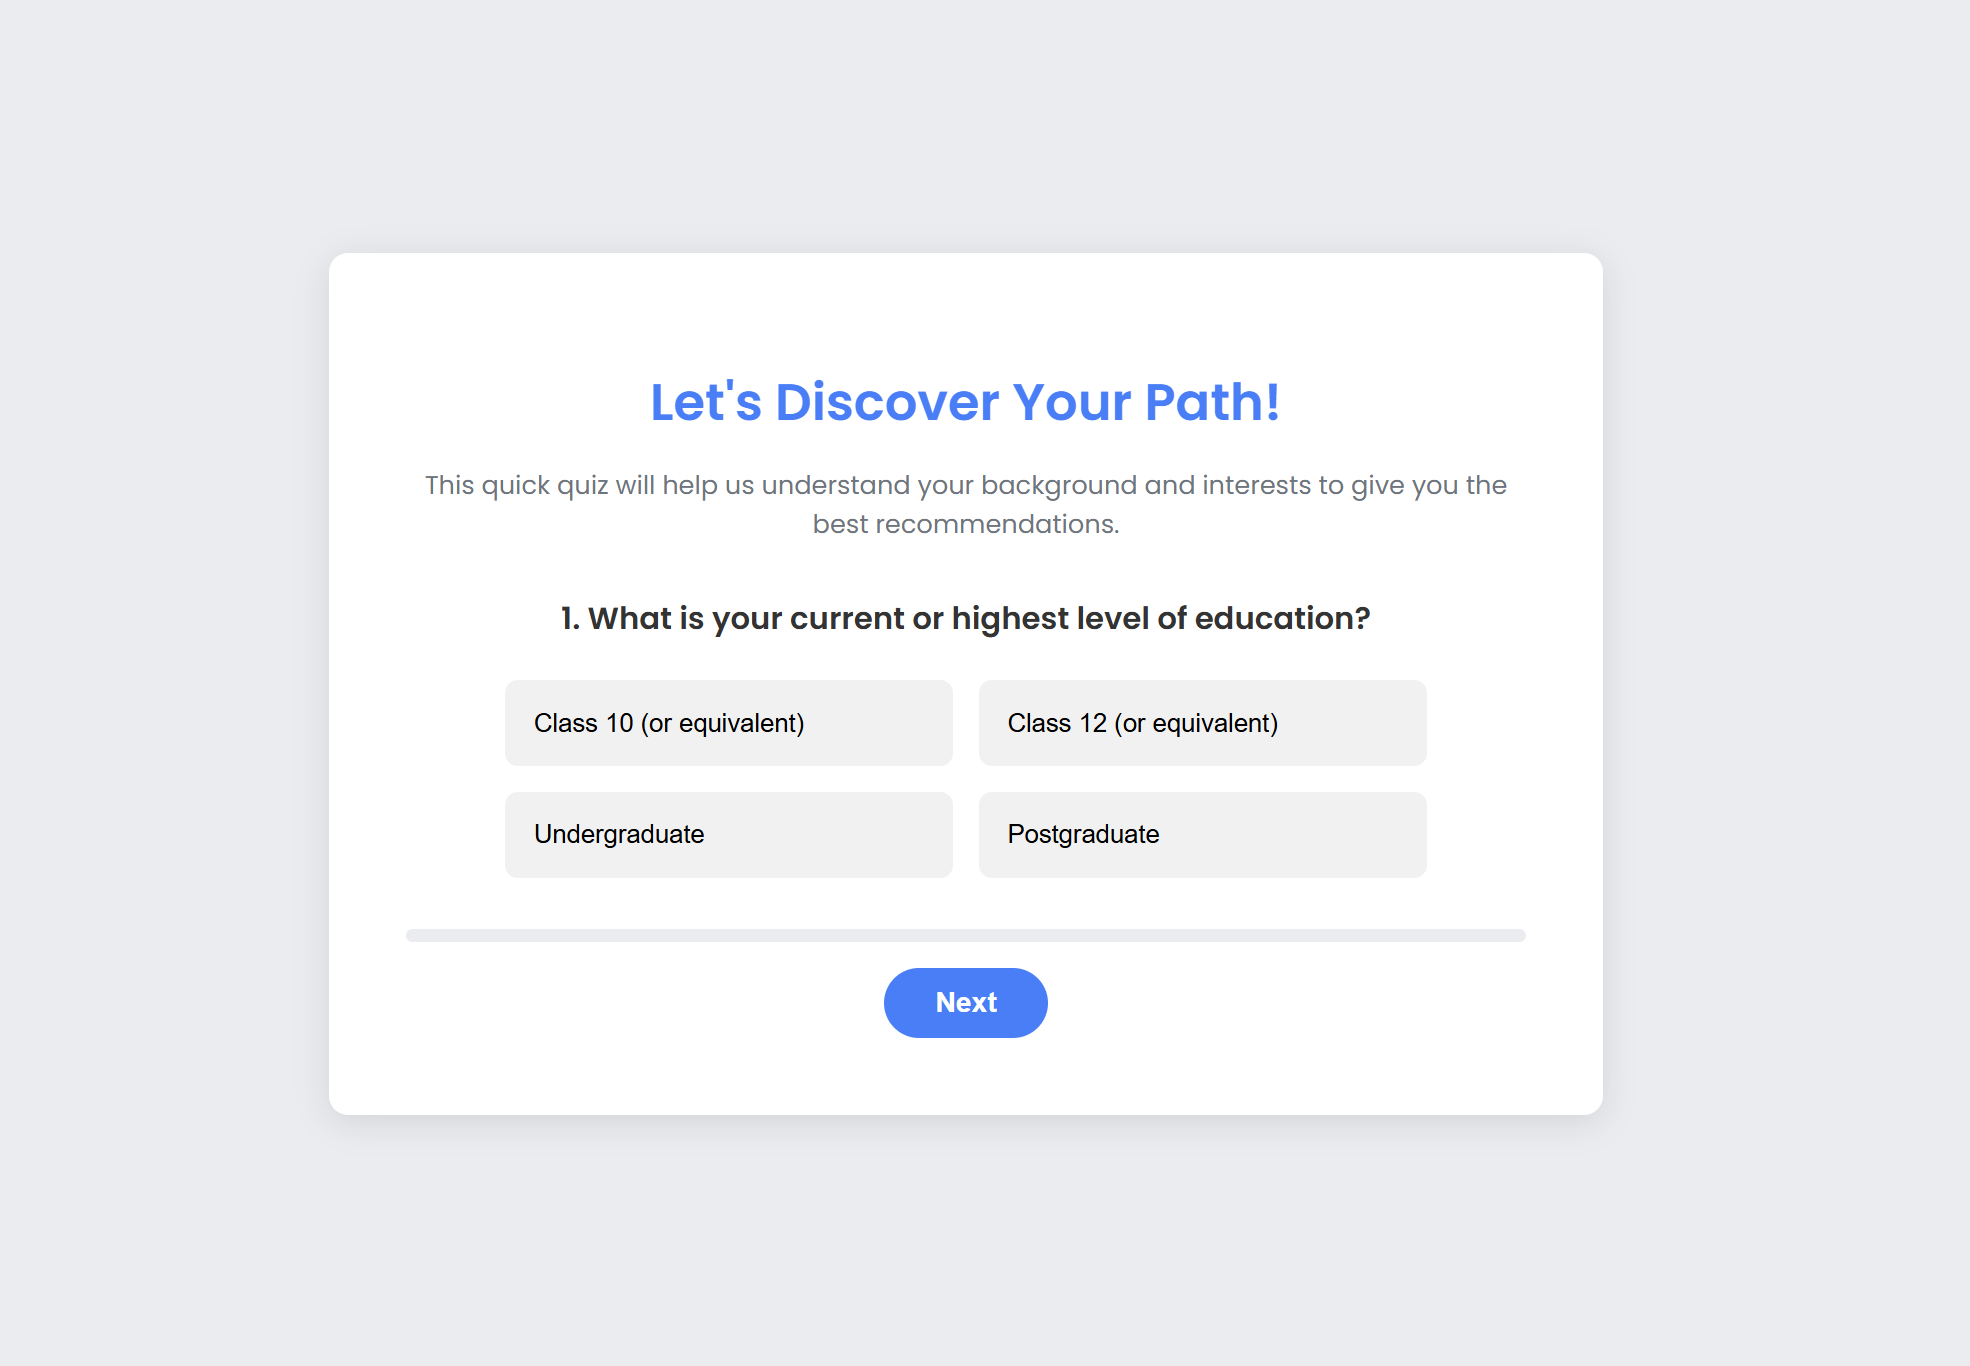 Let's Discover Your Path!
This quick quiz will help us understand your background and interests to give you the
best recommendations.
1. What is your current or highest level of education?
Class 10 (or equivalent)
Class 12 (or equivalent)
Undergraduate
Postgraduate
Next